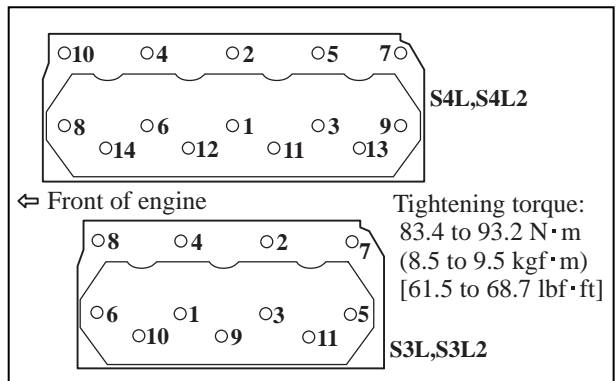 10 4 2 5 7
S4L,S4L2
8 6 1 3 9
14 12 11 13
⇦ Front of engine
Tightening torque:
83.4 to 93.2 N·m
(8.5 to 9.5 kgf·m)
[61.5 to 68.7 lbf·ft]
8 4 2 7
6 1 3 5
10 9 11
S3L,S3L2